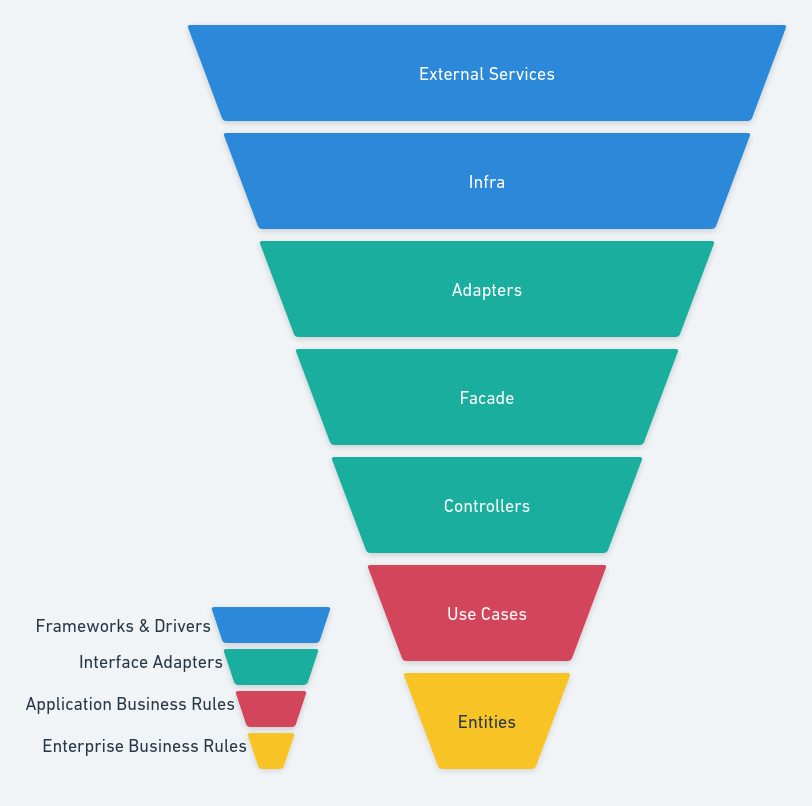 External Services
Infra
Adapters
Facade
Controllers
Use Cases
Entities
Frameworks & Drivers
Interface Adapters
Application Business Rules
Enterprise Business Rules